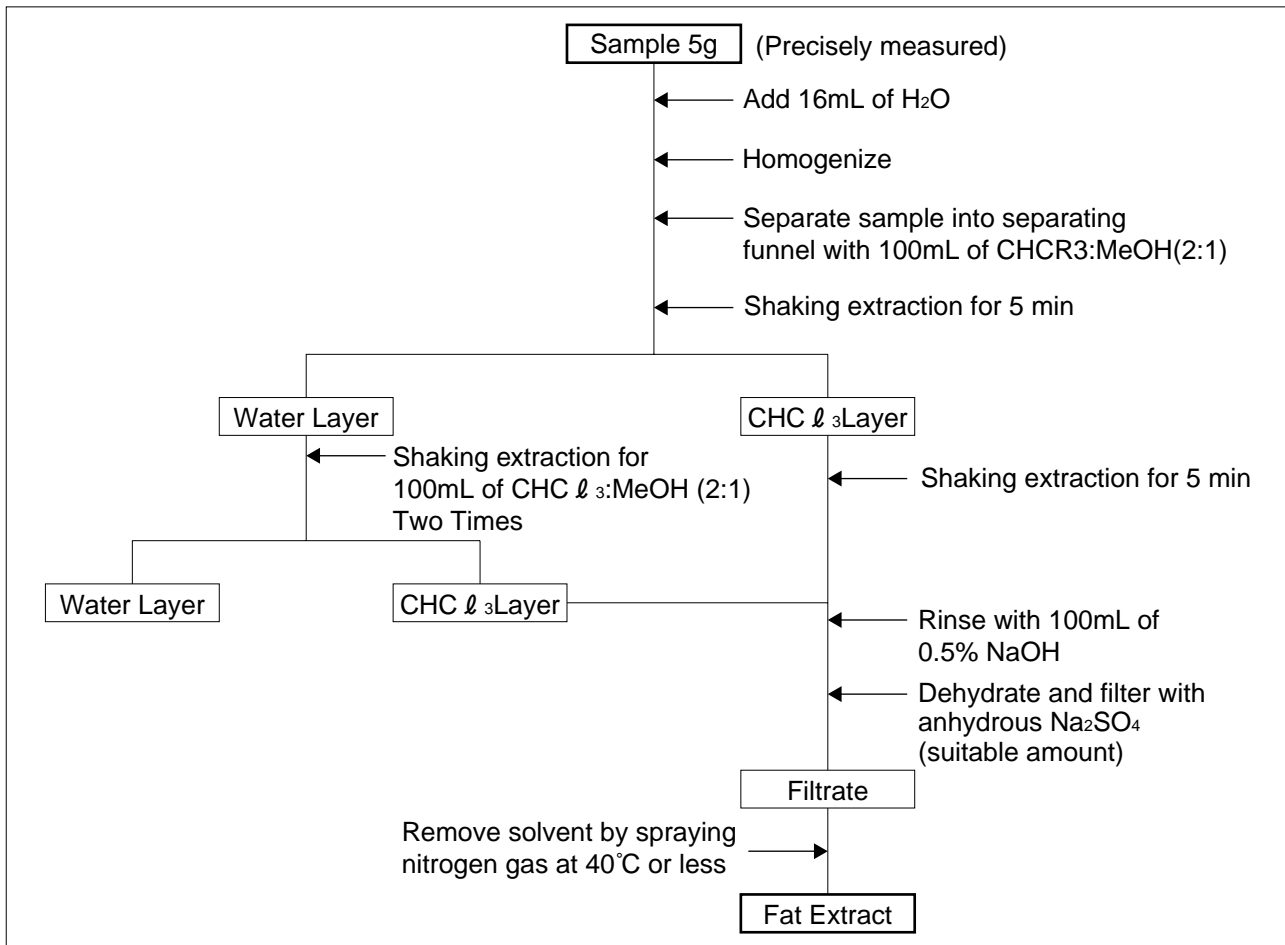 Sample 5g (Precisely measured)
Add 16mL of H₂O
Homogenize
Separate sample into separating
funnel with 100mL of CHCR3:MeOH(2:1)
Shaking extraction for 5 min
Water Layer
CHCℓ₃Layer
Shaking extraction for
100mL of CHCℓ₃:MeOH (2:1)
Two Times
Shaking extraction for 5 min
Water Layer
CHCℓ₃Layer
Rinse with 100mL of
0.5% NaOH
Dehydrate and filter with
anhydrous Na₂SO₄
(suitable amount)
Filtrate
Remove solvent by spraying
nitrogen gas at 40℃ or less
Fat Extract